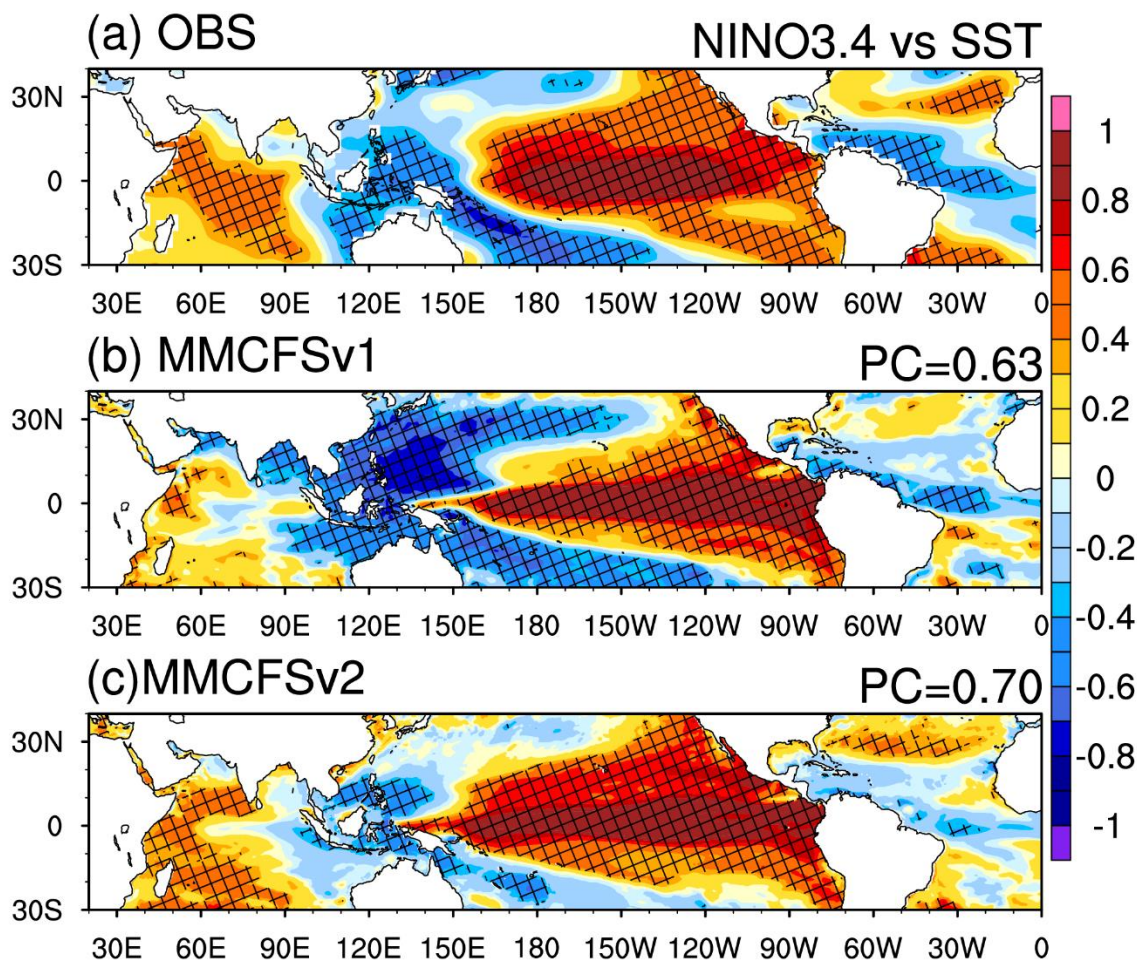 (a) OBS NINO3.4 vs SST
30N
0
30S
30E 60E 90E 120E 150E 180 150W 120W 90W 60W 30W 0
(b) MMCFSv1 PC=0.63
30N
0
30S
30E 60E 90E 120E 150E 180 150W 120W 90W 60W 30W 0
(c)MMCFSv2 PC=0.70
30N
0
30S
30E 60E 90E 120E 150E 180 150W 120W 90W 60W 30W 0
1
0.8
0.6
0.4
0.2
0
-0.2
-0.4
-0.6
-0.8
-1